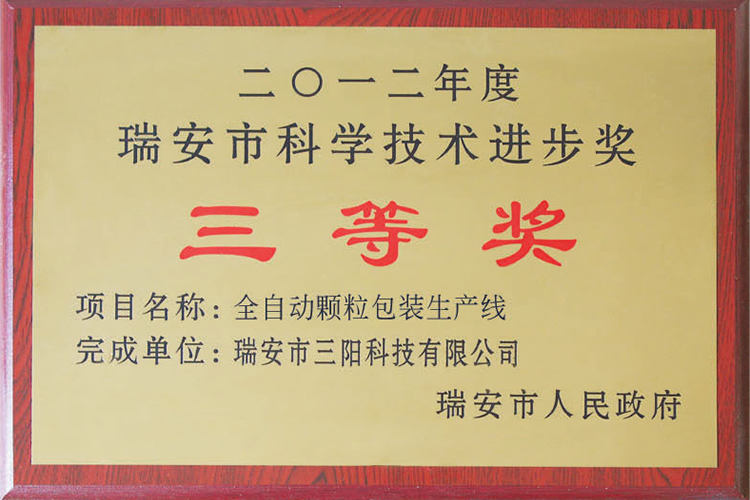 二〇一二年度
瑞安市科学技术进步奖
三等奖
项目名称：全自动颗粒包装生产线
完成单位：瑞安市三阳科技有限公司
瑞安市人民政府